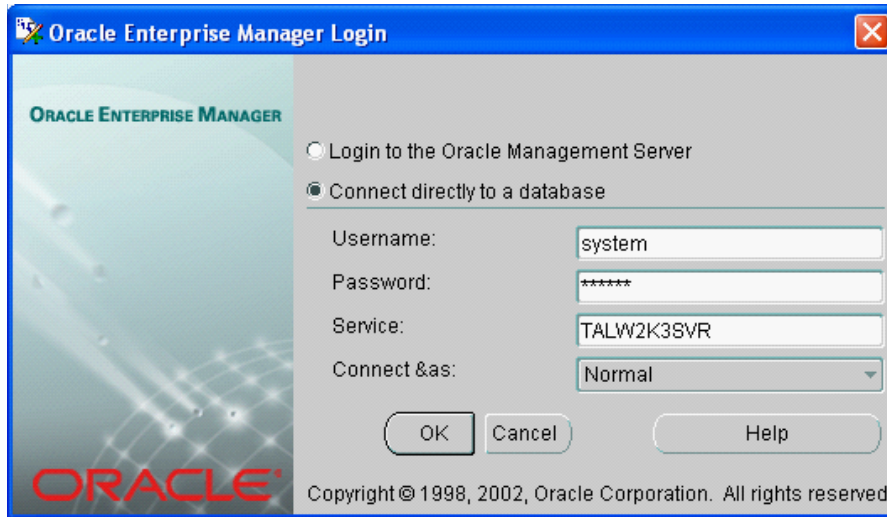 Oracle Enterprise Manager Login
ORACLE ENTERPRISE MANAGER
Login to the Oracle Management Server
Connect directly to a database
Username: system
Password: ******
Service: TALW2K3SVR
Connect &as: Normal
OK Cancel Help
ORACLE
Copyright © 1998, 2002, Oracle Corporation. All rights reserved